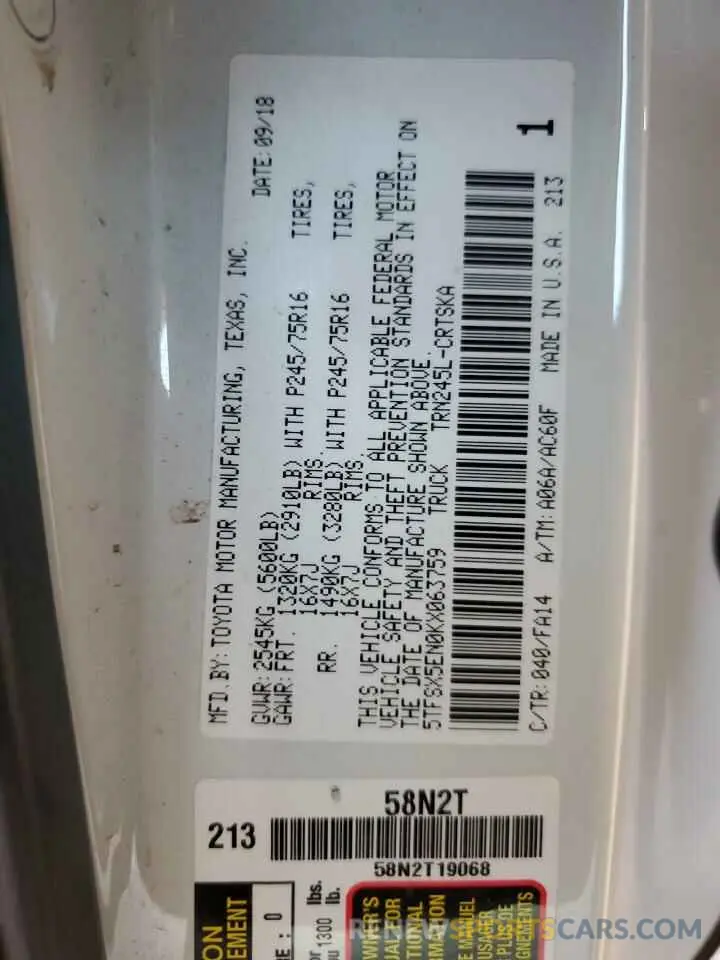 MFD.BY:TOYOTA MOTOR MANUFACTURING, TEXAS, INC. DATE:09/18
GVWR:2545KG (5600LB)
GAWR:FRT. 1320KG (2910LB) WITH P245/75R16 TIRES,
16X7J RIMS.
RR. 1490KG (3280LB) WITH P245/75R16 TIRES,
16X7J RIMS.
THIS VEHICLE CONFORMS TO ALL APPLICABLE FEDERAL MOTOR
VEHICLE SAFETY AND THEFT PREVENTION STANDARDS IN EFFECT ON
THE DATE OF MANUFACTURE SHOWN ABOVE.
5TFSX5EN0KX063759 TRUCK TRN245L-CRTSKA
C/TR:040/FA14 A/TM:A06A/AC60F MADE IN U.S.A. 213
1
58N2T
213
58N2T19068
lbs.
1300 lb.
: 0
NEWSPORTSCARS.COM